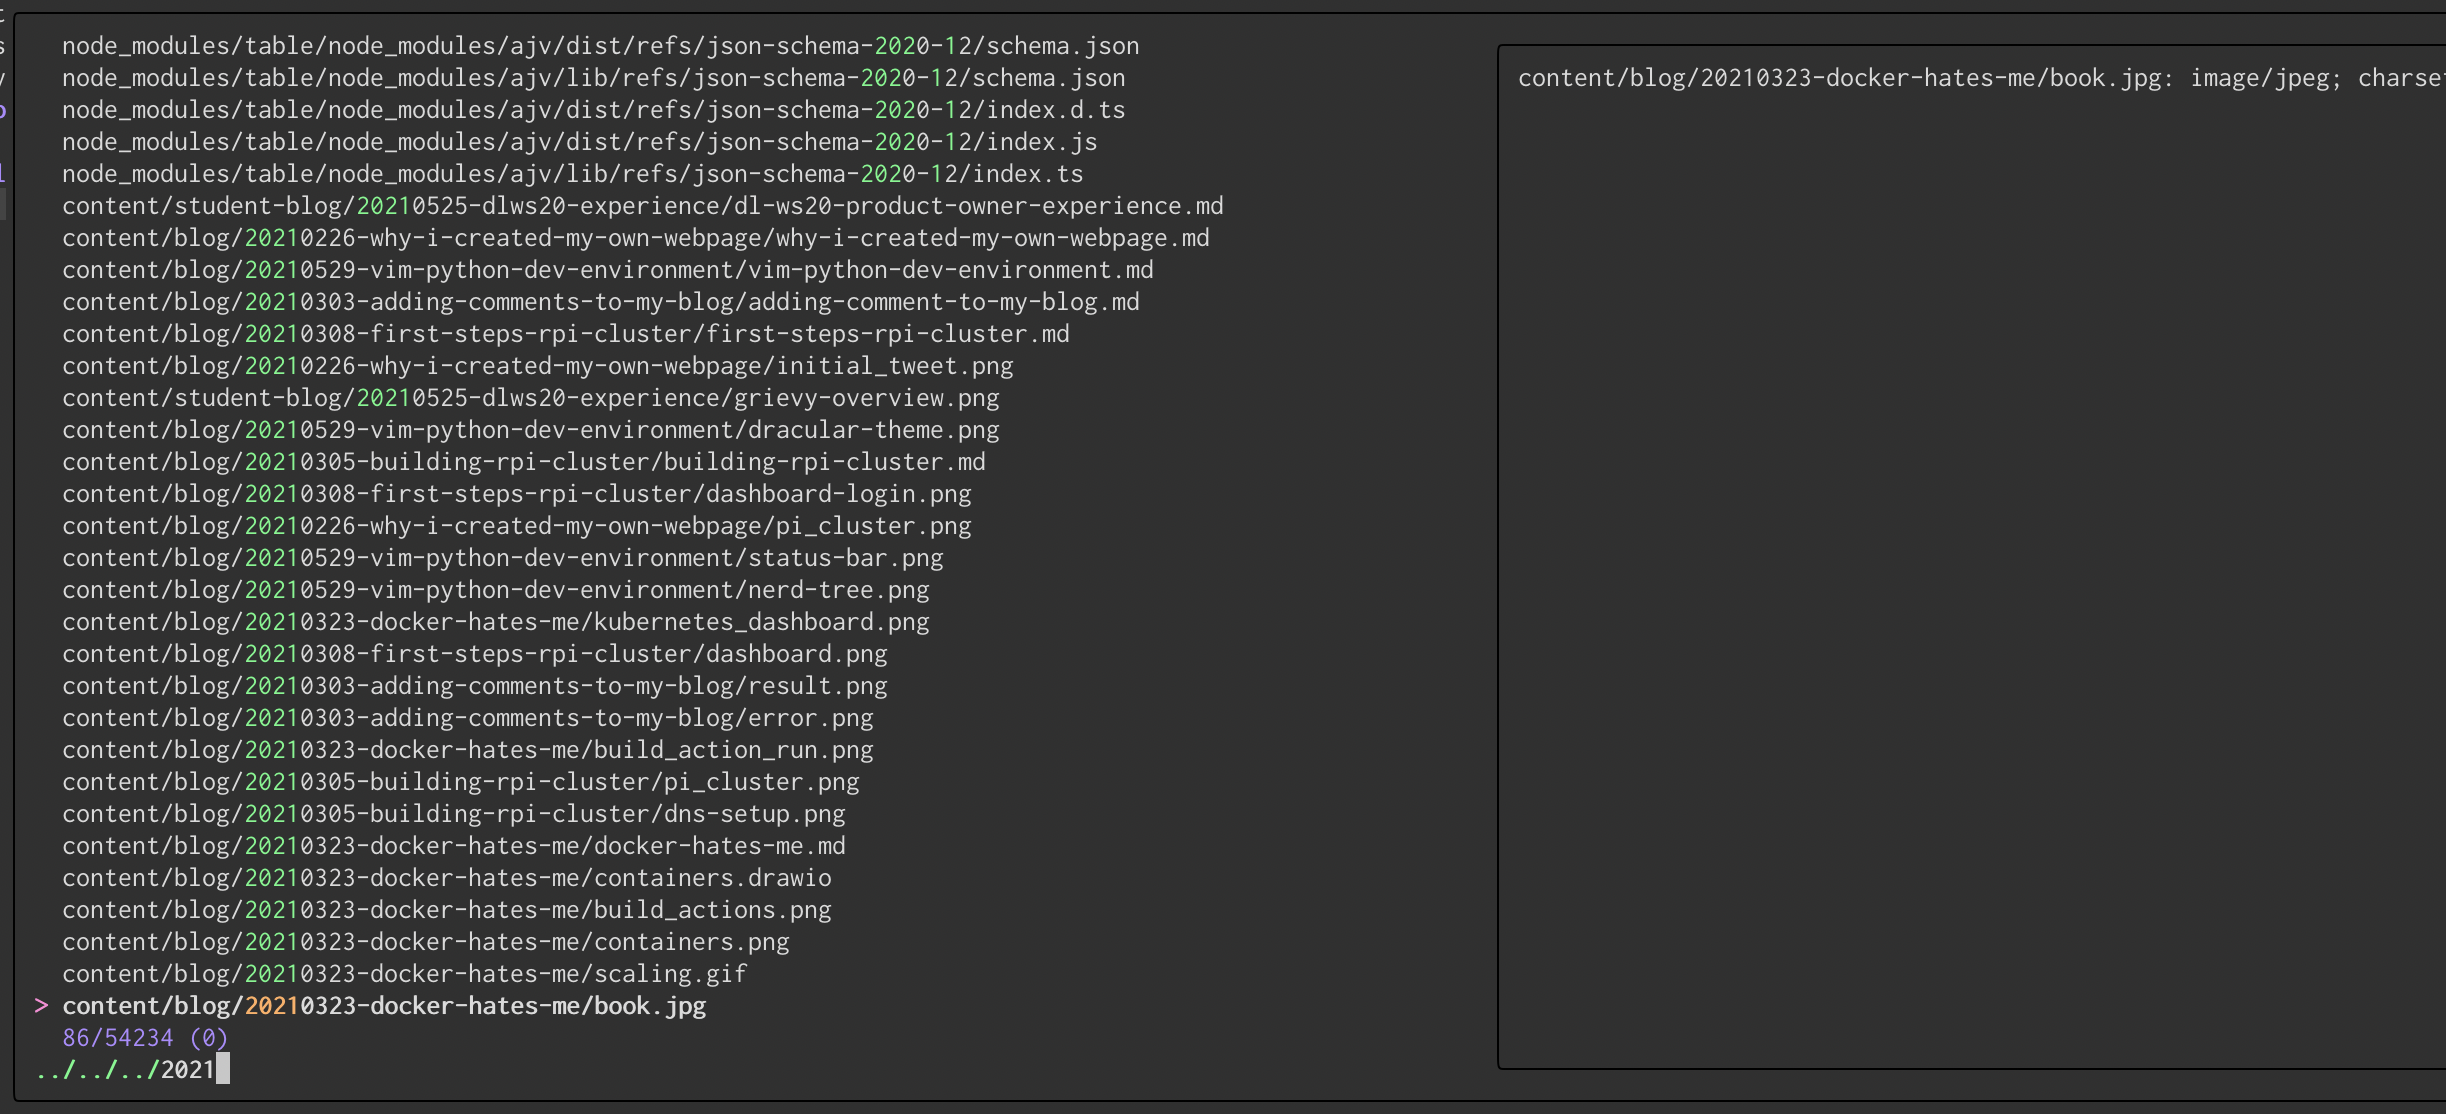 node_modules/table/node_modules/ajv/dist/refs/json-schema-2020-12/schema.json
node_modules/table/node_modules/ajv/lib/refs/json-schema-2020-12/schema.json
node_modules/table/node_modules/ajv/dist/refs/json-schema-2020-12/index.d.ts
node_modules/table/node_modules/ajv/dist/refs/json-schema-2020-12/index.js
node_modules/table/node_modules/ajv/lib/refs/json-schema-2020-12/index.ts
content/student-blog/20210525-dlws20-experience/dl-ws20-product-owner-experience.md
content/blog/20210226-why-i-created-my-own-webpage/why-i-created-my-own-webpage.md
content/blog/20210529-vim-python-dev-environment/vim-python-dev-environment.md
content/blog/20210303-adding-comments-to-my-blog/adding-comment-to-my-blog.md
content/blog/20210308-first-steps-rpi-cluster/first-steps-rpi-cluster.md
content/blog/20210226-why-i-created-my-own-webpage/initial_tweet.png
content/student-blog/20210525-dlws20-experience/grievy-overview.png
content/blog/20210529-vim-python-dev-environment/dracular-theme.png
content/blog/20210305-building-rpi-cluster/building-rpi-cluster.md
content/blog/20210308-first-steps-rpi-cluster/dashboard-login.png
content/blog/20210226-why-i-created-my-own-webpage/pi_cluster.png
content/blog/20210529-vim-python-dev-environment/status-bar.png
content/blog/20210529-vim-python-dev-environment/nerd-tree.png
content/blog/20210323-docker-hates-me/kubernetes_dashboard.png
content/blog/20210308-first-steps-rpi-cluster/dashboard.png
content/blog/20210303-adding-comments-to-my-blog/result.png
content/blog/20210303-adding-comments-to-my-blog/error.png
content/blog/20210323-docker-hates-me/build_action_run.png
content/blog/20210305-building-rpi-cluster/pi_cluster.png
content/blog/20210305-building-rpi-cluster/dns-setup.png
content/blog/20210323-docker-hates-me/docker-hates-me.md
content/blog/20210323-docker-hates-me/containers.drawio
content/blog/20210323-docker-hates-me/build_actions.png
content/blog/20210323-docker-hates-me/containers.png
content/blog/20210323-docker-hates-me/scaling.gif
> content/blog/20210323-docker-hates-me/book.jpg
86/54234 (0)
../../../2021
content/blog/20210323-docker-hates-me/book.jpg: image/jpeg; charse